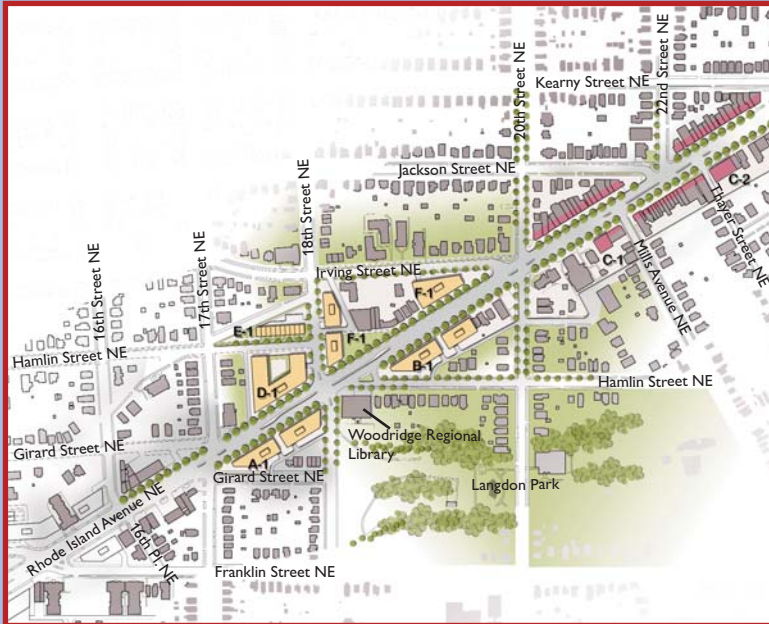 Kearny Street NE
20th Street NE
22nd Street NE
Jackson Street NE
18th Street NE
C-2
Thayer Street NE
C-1
Mills Avenue NE
Irving Street NE
F-1
17th Street NE
16th Street NE
E-1
F-1
Hamlin Street NE
B-1
Hamlin Street NE
D-1
Woodridge Regional
Library
Girard Street NE
A-1
Girard Street NE
Langdon Park
Rhode Island Avenue NE
16th Pl. NE
Franklin Street NE